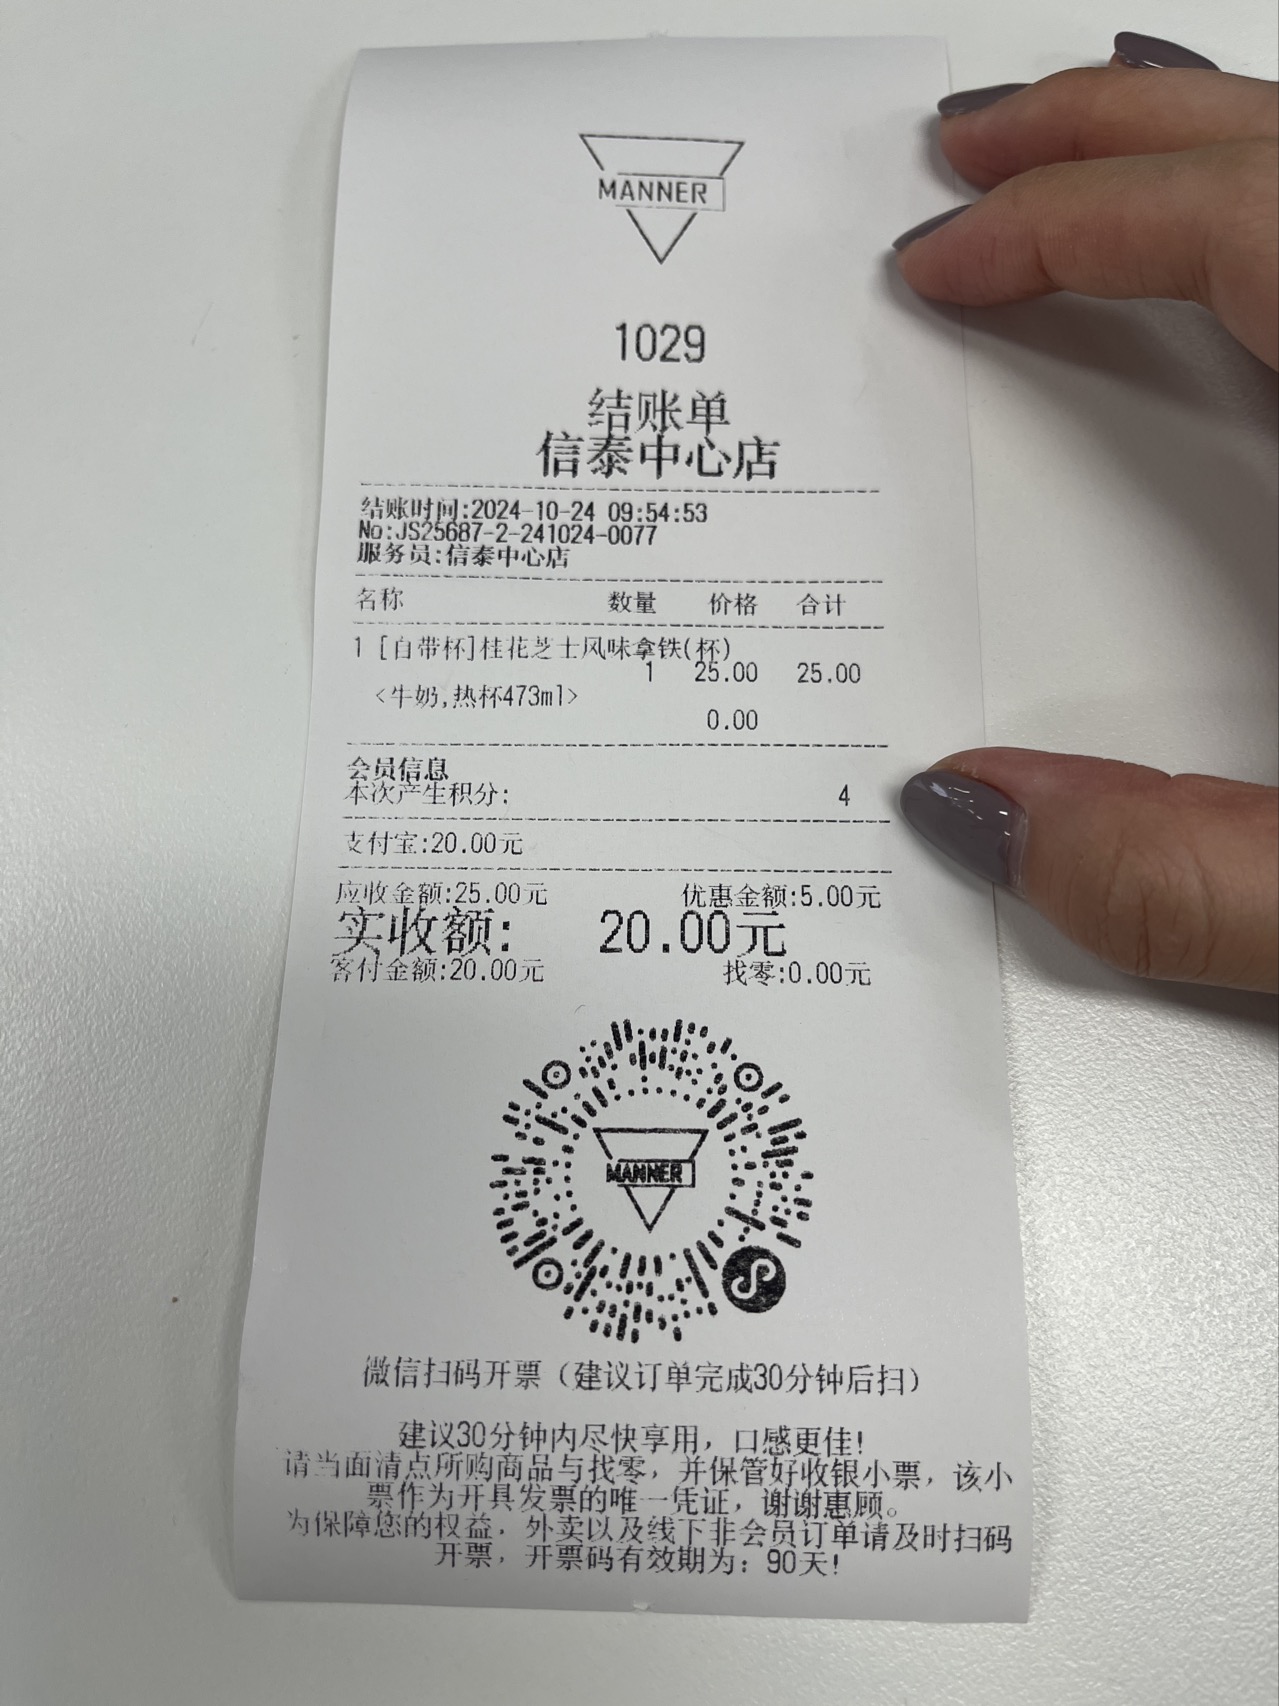 MANNER
1029
结账单
信泰中心店
结账时间:2024-10-24 09:54:53
No:JS25687-2-241024-0077
服务员:信泰中心店
名称 数量 价格 合计
1 [自带杯]桂花芝士风味拿铁(杯)
1 25.00 25.00
<牛奶,热杯473ml>
0.00
会员信息
本次产生积分: 4
支付宝:20.00元
应收金额:25.00元 优惠金额:5.00元
实收额: 20.00元
客付金额:20.00元 找零:0.00元
MANNER
微信扫码开票（建议订单完成30分钟后扫）
建议30分钟内尽快享用，口感更佳!
请当面清点所购商品与找零，并保管好收银小票，该小
票作为开具发票的唯一凭证，谢谢惠顾。
为保障您的权益，外卖以及线下非会员订单请及时扫码
开票，开票码有效期为：90天!